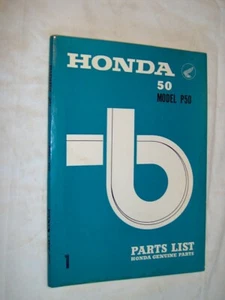 HONDA
50
MODEL P50
PARTS LIST
HONDA GENUINE PARTS
1